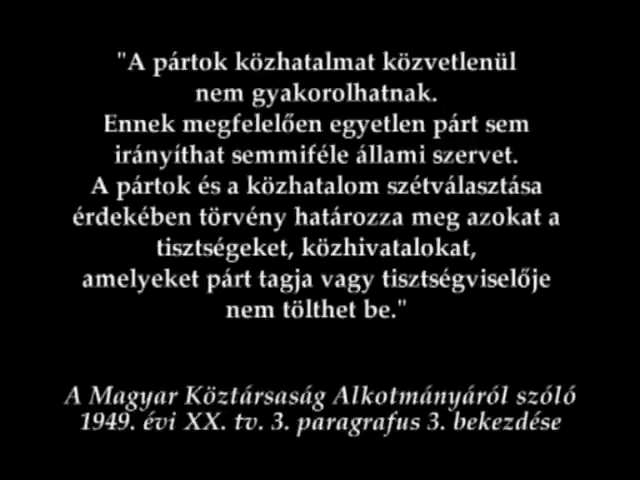 "A pártok közhatalmat közvetlenül
nem gyakorolhatnak.
Ennek megfelelően egyetlen párt sem
irányíthat semmiféle állami szervet.
A pártok és a közhatalom szétválasztása
érdekében törvény határozza meg azokat a
tisztségeket, közhivatalokat,
amelyeket párt tagja vagy tisztségviselője
nem tölthet be."
A Magyar Köztársaság Alkotmányáról szóló
1949. évi XX. tv. 3. paragrafus 3. bekezdése